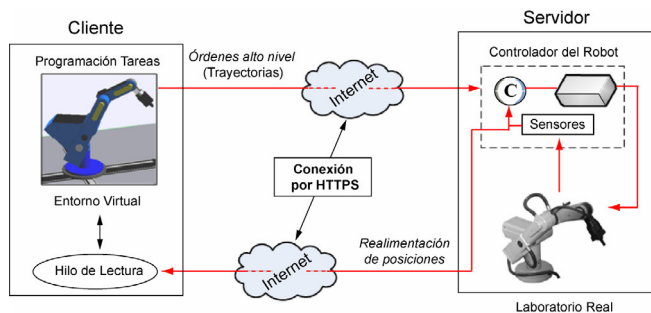 Cliente
Programación Tareas
Entorno Virtual
Hilo de Lectura
Órdenes alto nivel
(Trayectorias)
Internet
Conexión
por HTTPS
Internet
Realimentación
de posiciones
Servidor
Controlador del Robot
C
Sensores
Laboratorio Real